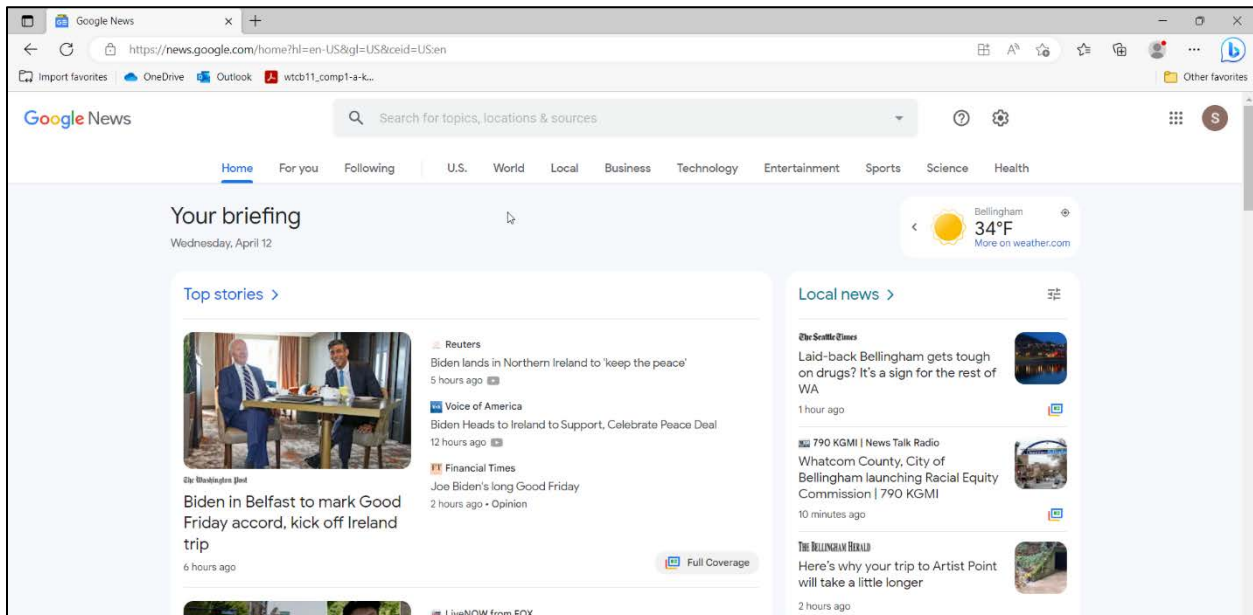 Google News
https://news.google.com/home?hl=en-US&gl=US&ceid=US:en
Import favorites OneDrive Outlook wtcb11_comp1-a-k... Other favorites
Google News Search for topics, locations & sources S
Home For you Following U.S. World Local Business Technology Entertainment Sports Science Health
Your briefing
Wednesday, April 12
Bellingham
34°F
More on weather.com
Top stories >
The Washington Post
Biden in Belfast to mark Good
Friday accord, kick off Ireland
trip
6 hours ago
Reuters
Biden lands in Northern Ireland to 'keep the peace'
5 hours ago
Voice of America
Biden Heads to Ireland to Support, Celebrate Peace Deal
12 hours ago
FT Financial Times
Joe Biden's long Good Friday
2 hours ago • Opinion
Full Coverage
LiveNOW from FOX
Local news >
The Seattle Times
Laid-back Bellingham gets tough
on drugs? It's a sign for the rest of
WA
1 hour ago
790 KGMI | News Talk Radio
Whatcom County, City of
Bellingham launching Racial Equity
Commission | 790 KGMI
10 minutes ago
THE BELLINGHAM HERALD
Here's why your trip to Artist Point
will take a little longer
2 hours ago